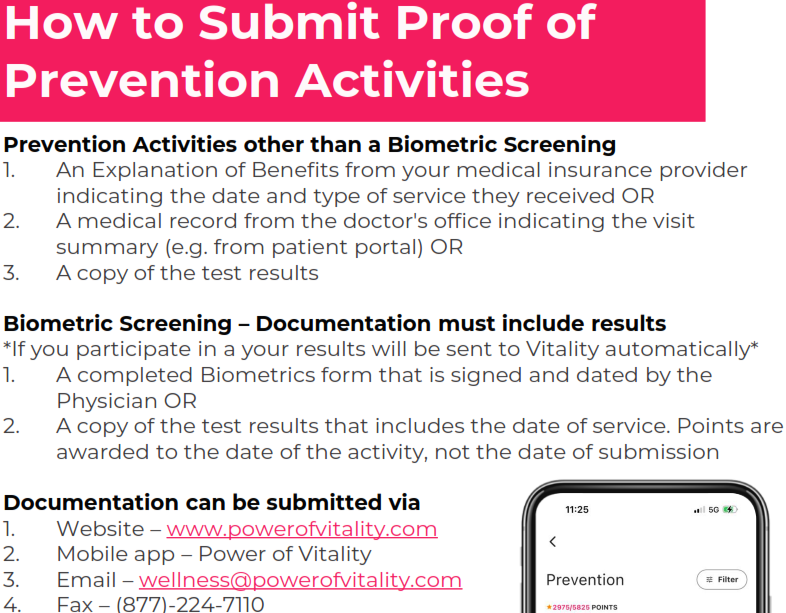 How to Submit Proof of
Prevention Activities
Prevention Activities other than a Biometric Screening
1. An Explanation of Benefits from your medical insurance provider
indicating the date and type of service they received OR
2. A medical record from the doctor's office indicating the visit
summary (e.g. from patient portal) OR
3. A copy of the test results
Biometric Screening – Documentation must include results
*If you participate in a your results will be sent to Vitality automatically*
1. A completed Biometrics form that is signed and dated by the
Physician OR
2. A copy of the test results that includes the date of service. Points are
awarded to the date of the activity, not the date of submission
Documentation can be submitted via
1. Website – www.powerofvitality.com
2. Mobile app – Power of Vitality
3. Email – wellness@powerofvitality.com
4. Fax – (877)-224-7110
11:25 5G
Prevention Filter
2975/5825 POINTS